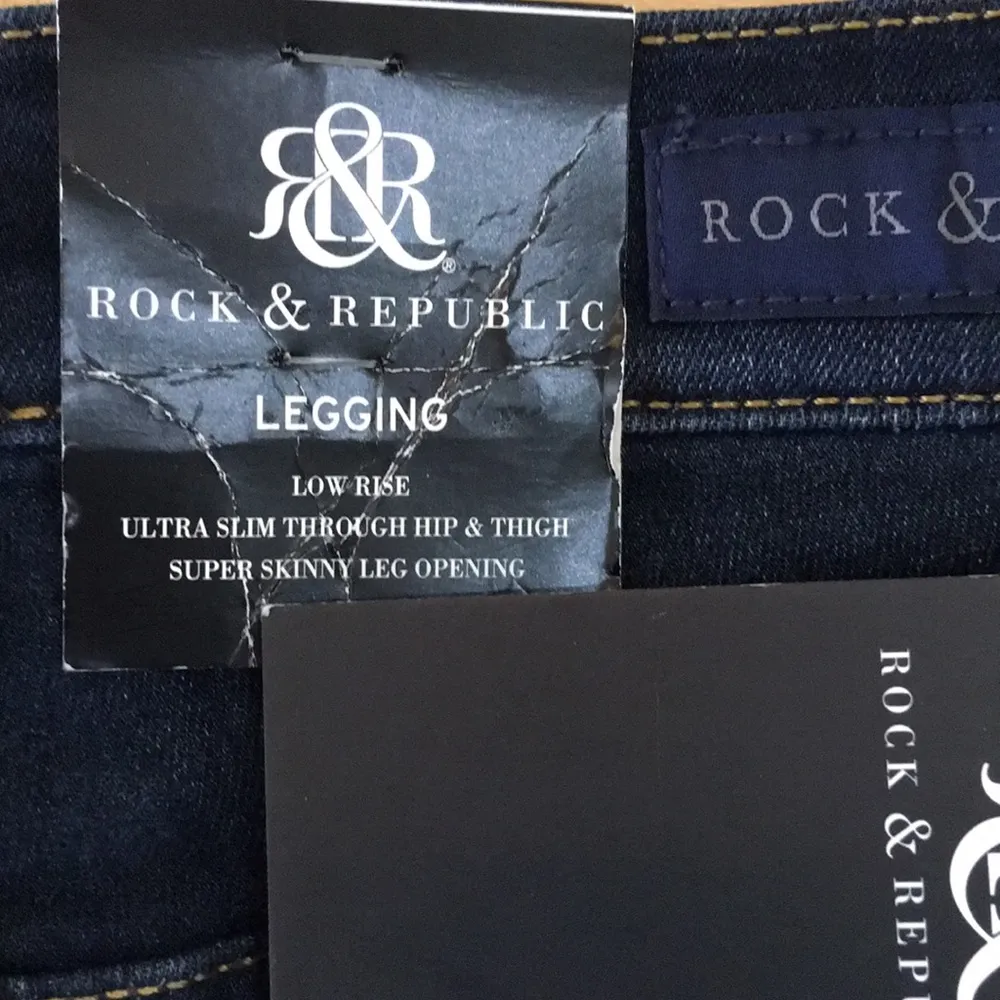 R&R®
ROCK & REPUBLIC
LEGGING
LOW RISE
ULTRA SLIM THROUGH HIP & THIGH
SUPER SKINNY LEG OPENING
ROCK &
ROCK & REP